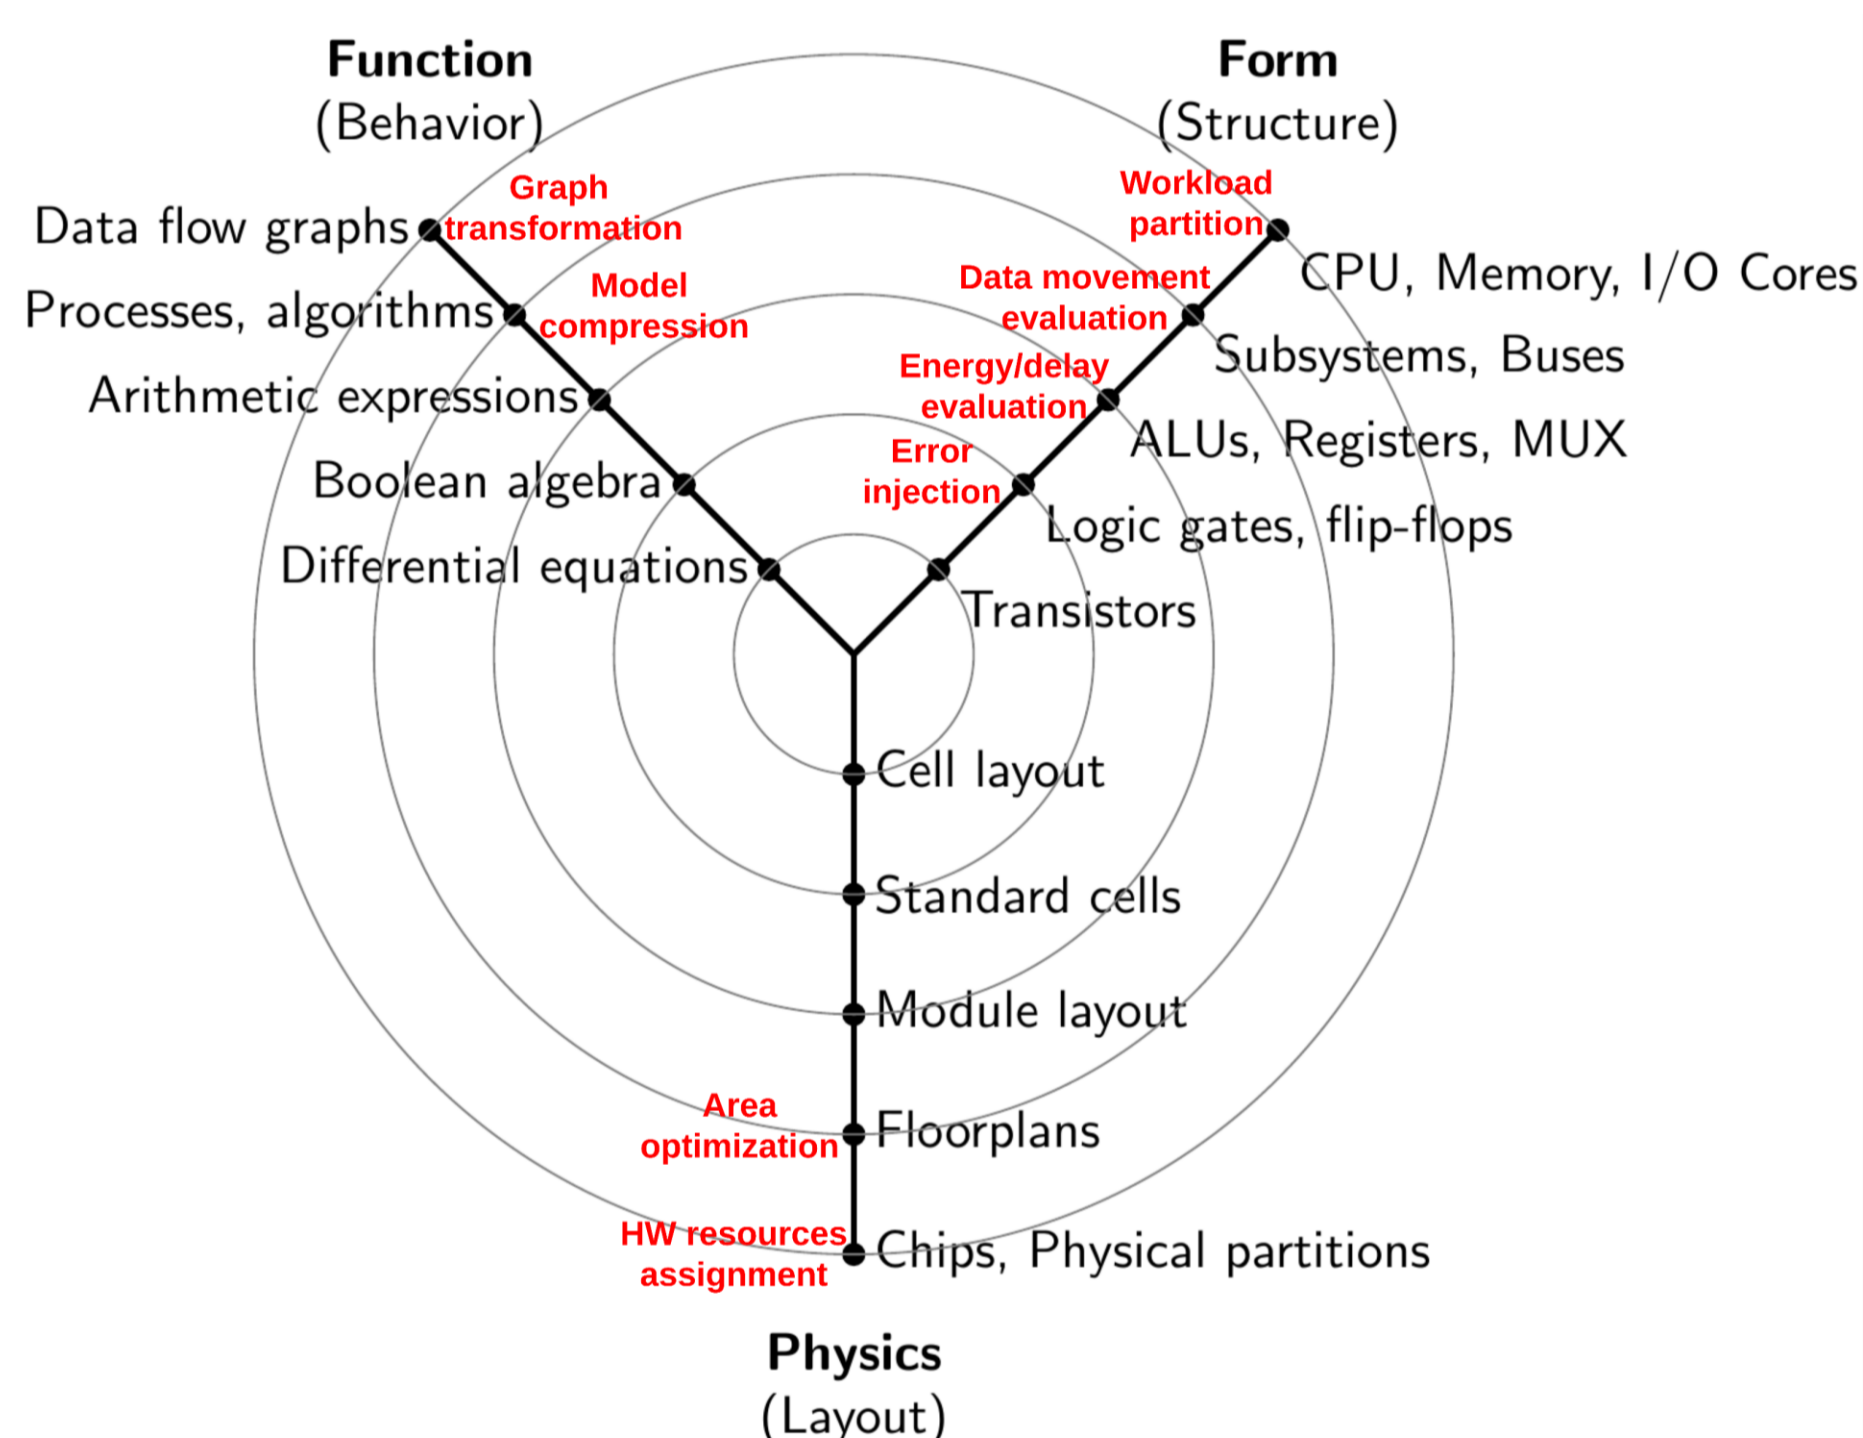 Function
(Behavior)
Form
(Structure)
Graph
transformation
Workload
partition
Data flow graphs
CPU, Memory, I/O Cores
Model
compression
Data movement
evaluation
Processes, algorithms
Subsystems, Buses
Energy/delay
evaluation
Arithmetic expressions
ALUs, Registers, MUX
Error
injection
Boolean algebra
Logic gates, flip-flops
Differential equations
Transistors
Cell layout
Standard cells
Module layout
Area
optimization
Floorplans
HW resources
assignment
Chips, Physical partitions
Physics
(Layout)